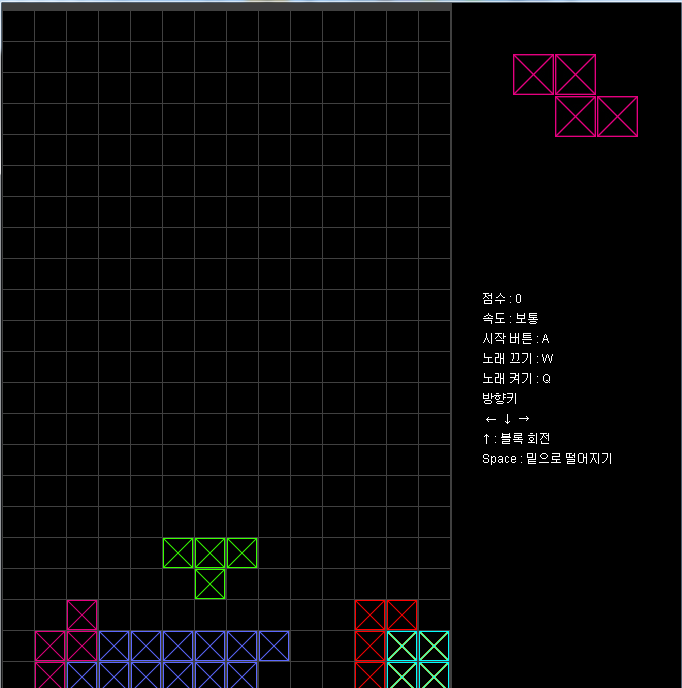 점수 : 0
속도 : 보통
시작 버튼 : A
노래 끄기 : W
노래 켜기 : Q
방향키
← ↓ →
↑ : 블록 회전
Space : 밑으로 떨어지기